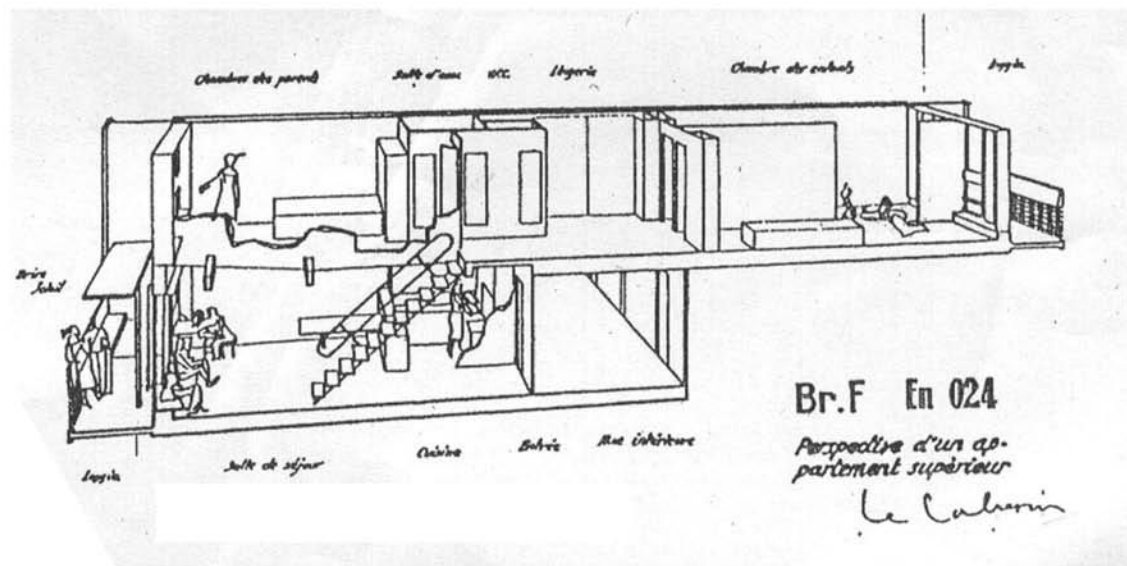 Chambre des parents
Salle d'eau
W.C.
Lingerie
Chambre des enfants
Loggia
Brise
Soleil
Loggia
Salle de séjour
Cuisine
Entrée
Rue intérieure
Br.F En 024
Perspective d'un ap-
partement supérieur
Le Corbusier